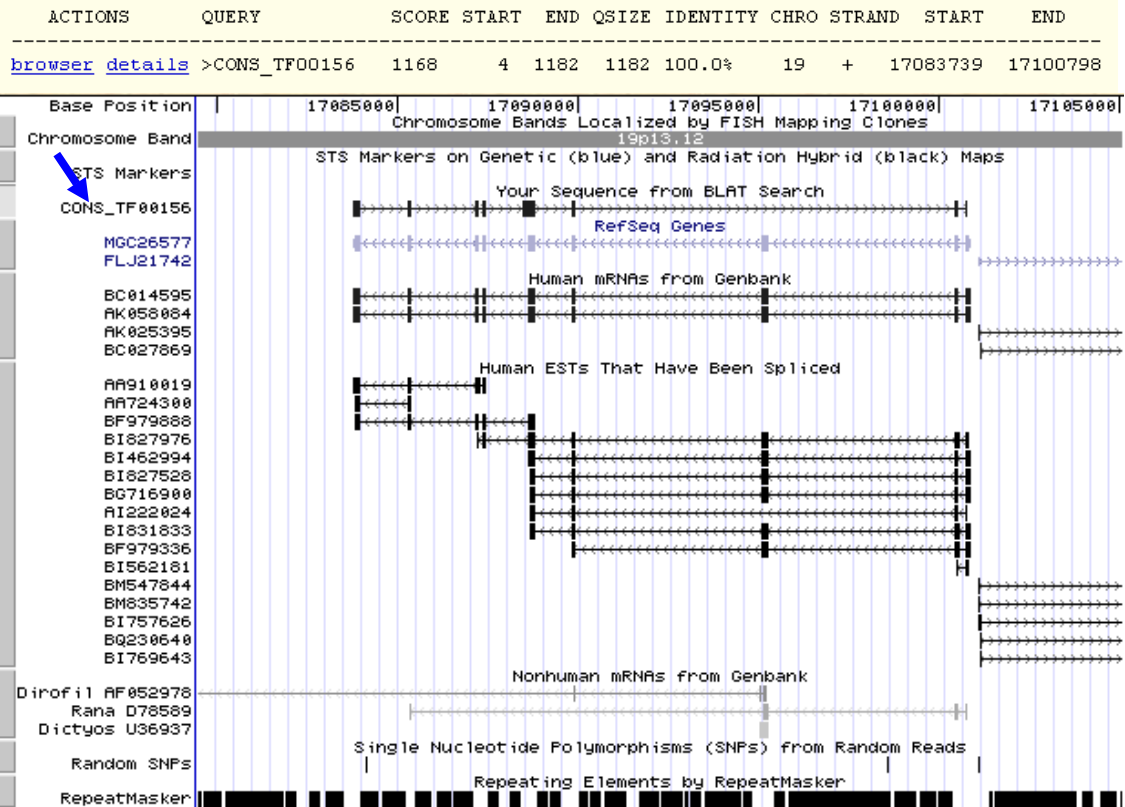 ACTIONS QUERY SCORE START END QSIZE IDENTITY CHRO STRAND START END
---------------------------------------------------------------------------------------------------
browser details >CONS_TF00156 1168 4 1182 1182 100.0% 19 + 17083739 17100798
Base Position 17085000| 17090000| 17095000| 17100000| 17105000|
Chromosome Bands Localized by FISH Mapping Clones
Chromosome Band 19p13.12
STS Markers on Genetic (blue) and Radiation Hybrid (black) Maps
STS Markers
Your Sequence from BLAT Search
CONS_TF00156
RefSeq Genes
MGC26577
FLJ21742
Human mRNAs from Genbank
BC014595
AK058084
AK025395
BC027869
Human ESTs That Have Been Spliced
AA910019
AA724300
BF979888
BI827976
BI462994
BI827528
BG716900
AI222024
BI831833
BF979336
BI562181
BM547844
BM835742
BI757626
BQ230640
BI769643
Nonhuman mRNAs from Genbank
Dirofil AF052978
Rana D78589
Dictyos U36937
Single Nucleotide Polymorphisms (SNPs) from Random Reads
Random SNPs
Repeating Elements by RepeatMasker
RepeatMasker